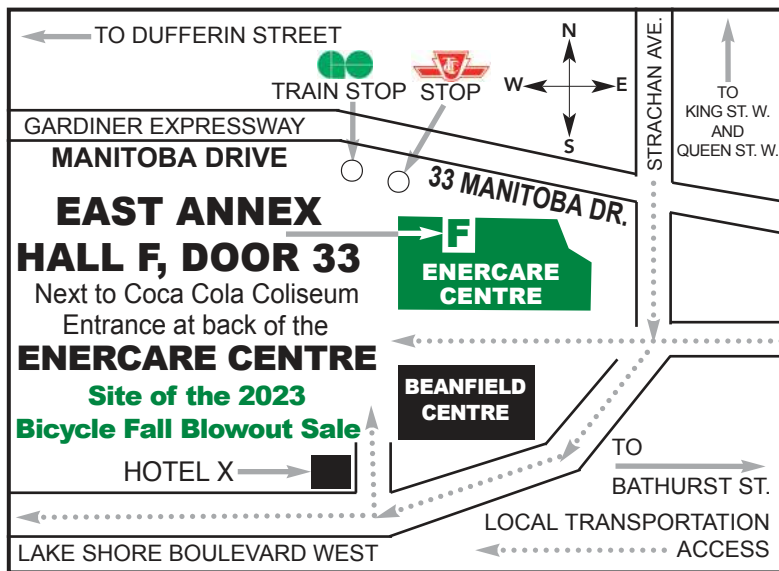 TO DUFFERIN STREET
TRAIN STOP
TTC
STOP
N
W
E
S
STRACHAN AVE.
TO
KING ST. W.
AND
QUEEN ST. W.
GARDINER EXPRESSWAY
MANITOBA DRIVE
33 MANITOBA DR.
EAST ANNEX
HALL F, DOOR 33
Next to Coca Cola Coliseum
Entrance at back of the
ENERCARE CENTRE
Site of the 2023
Bicycle Fall Blowout Sale
F
ENERCARE
CENTRE
BEANFIELD
CENTRE
HOTEL X
TO
BATHURST ST.
LOCAL TRANSPORTATION
ACCESS
LAKE SHORE BOULEVARD WEST